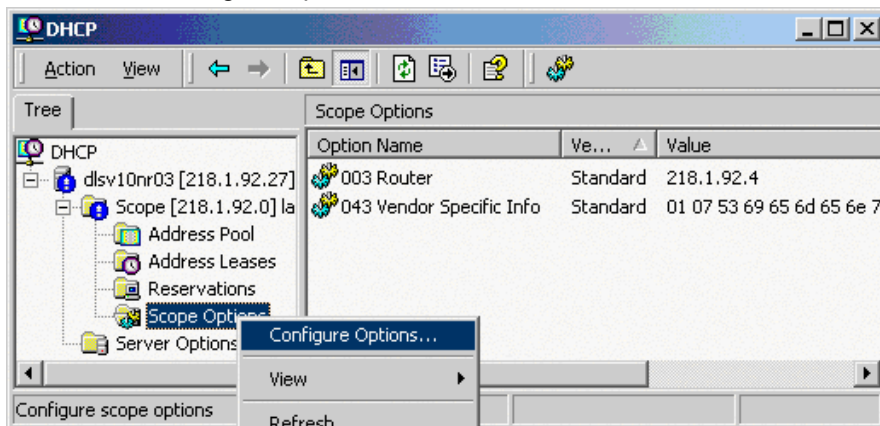 DHCP
Action View
Tree
Scope Options
Option Name Ve... Value
DHCP
dlsv10nr03 [218.1.92.27]
003 Router Standard 218.1.92.4
Scope [218.1.92.0] la
043 Vendor Specific Info Standard 01 07 53 69 65 6d 65 6e 7
Address Pool
Address Leases
Reservations
Scope Options
Configure Options...
Server Options
View
Configure scope options
Refresh